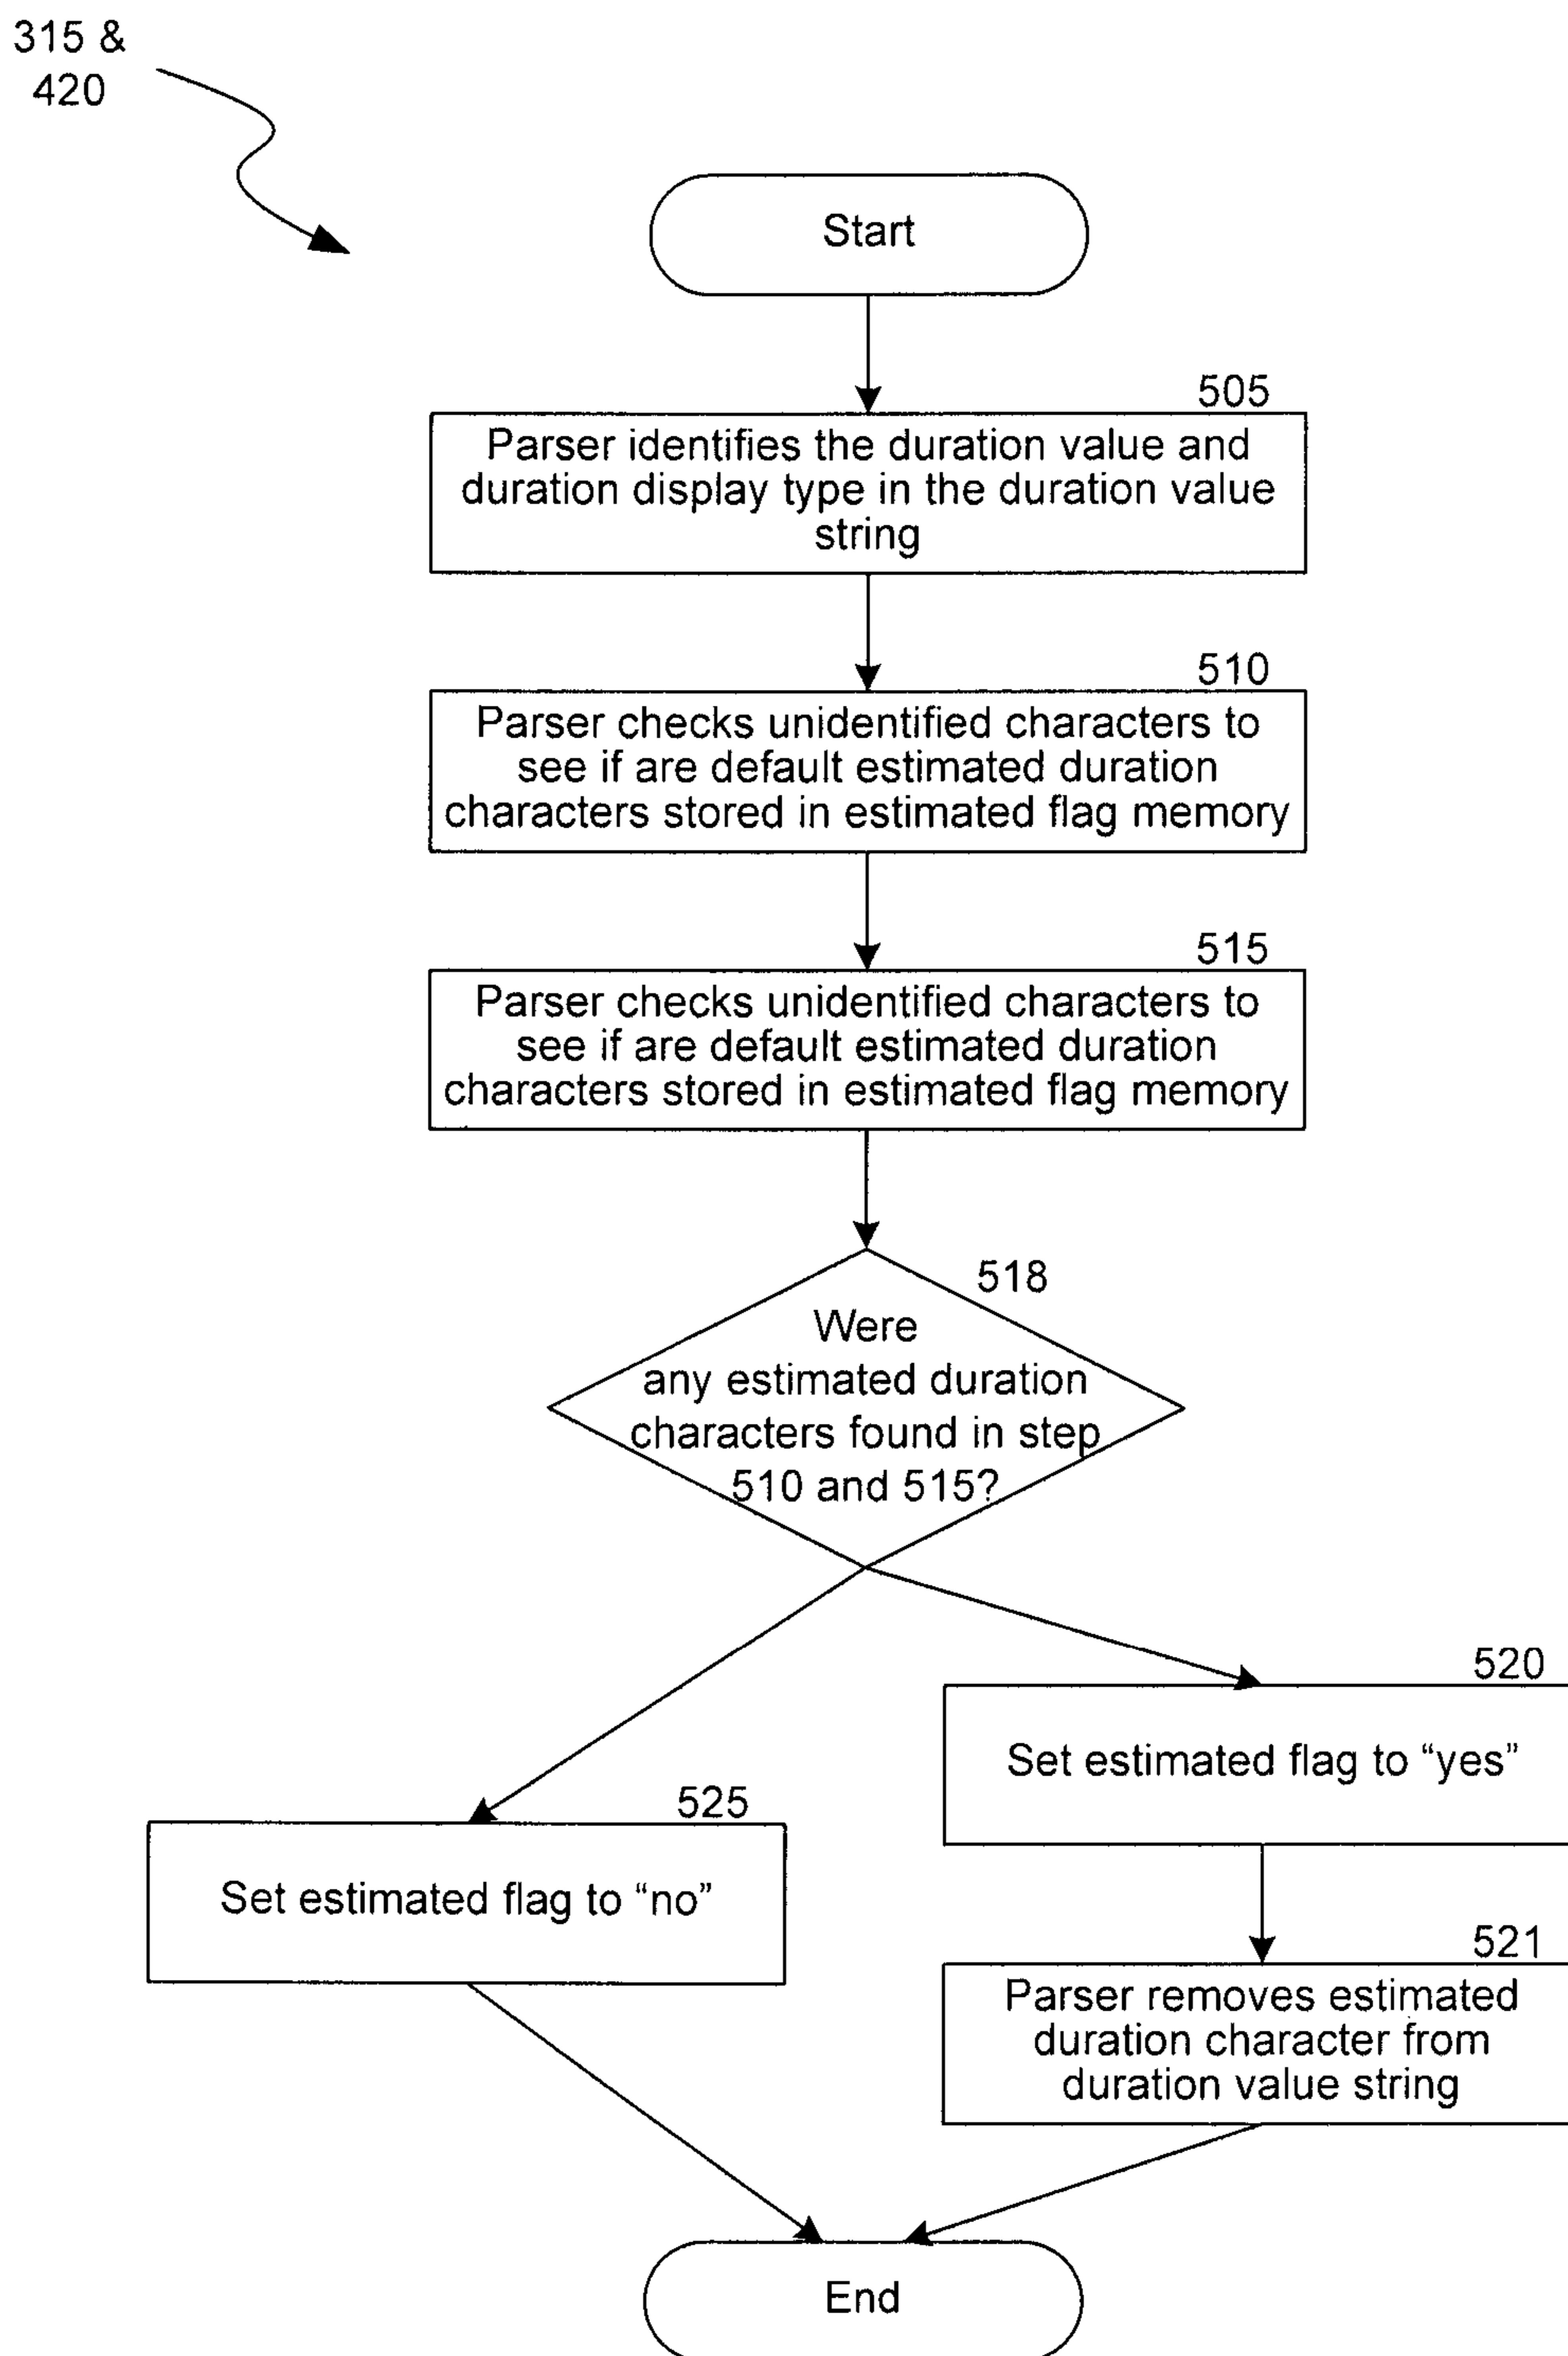 315 &
420
Start
505
Parser identifies the duration value and
duration display type in the duration value
string
510
Parser checks unidentified characters to
see if are default estimated duration
characters stored in estimated flag memory
515
Parser checks unidentified characters to
see if are default estimated duration
characters stored in estimated flag memory
518
Were
any estimated duration
characters found in step
510 and 515?
520
Set estimated flag to “yes”
525
Set estimated flag to “no”
521
Parser removes estimated
duration character from
duration value string
End